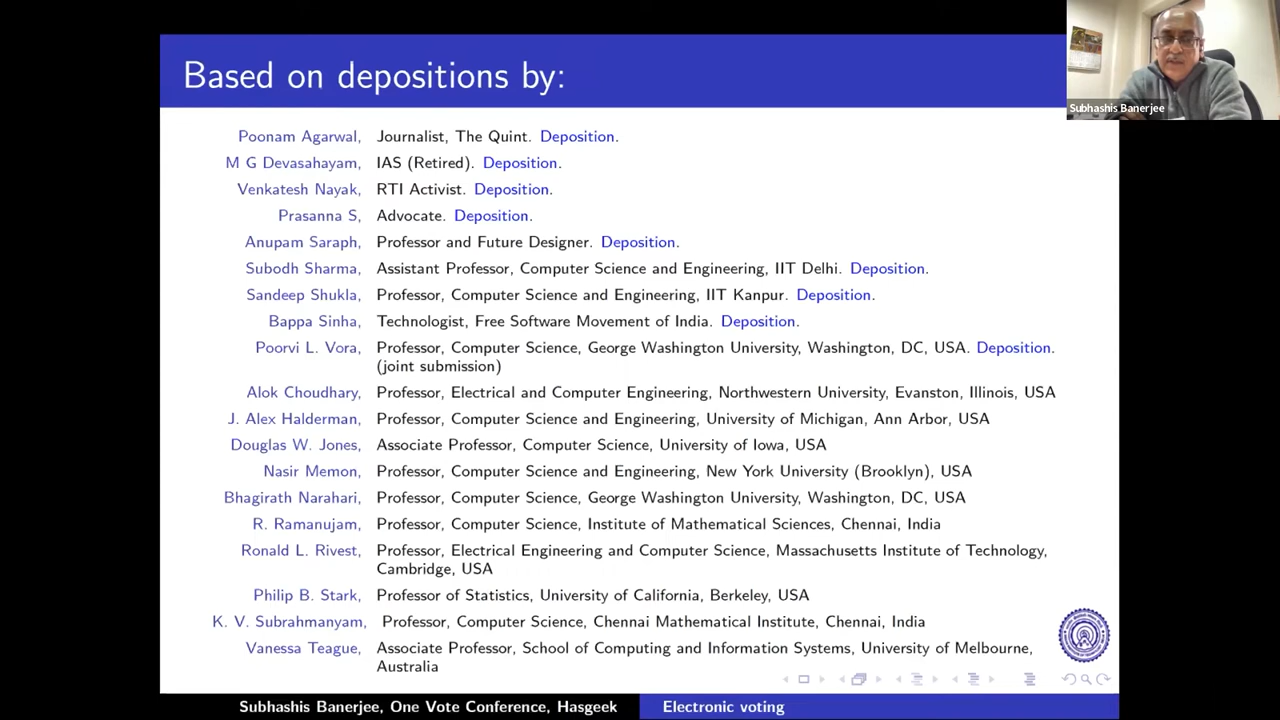 Based on depositions by:
Subhashis Banerjee
Poonam Agarwal, Journalist, The Quint. Deposition.
M G Devasahayam, IAS (Retired). Deposition.
Venkatesh Nayak, RTI Activist. Deposition.
Prasanna S, Advocate. Deposition.
Anupam Saraph, Professor and Future Designer. Deposition.
Subodh Sharma, Assistant Professor, Computer Science and Engineering, IIT Delhi. Deposition.
Sandeep Shukla, Professor, Computer Science and Engineering, IIT Kanpur. Deposition.
Bappa Sinha, Technologist, Free Software Movement of India. Deposition.
Poorvi L. Vora, Professor, Computer Science, George Washington University, Washington, DC, USA. Deposition.
(joint submission)
Alok Choudhary, Professor, Electrical and Computer Engineering, Northwestern University, Evanston, Illinois, USA
J. Alex Halderman, Professor, Computer Science and Engineering, University of Michigan, Ann Arbor, USA
Douglas W. Jones, Associate Professor, Computer Science, University of Iowa, USA
Nasir Memon, Professor, Computer Science and Engineering, New York University (Brooklyn), USA
Bhagirath Narahari, Professor, Computer Science, George Washington University, Washington, DC, USA
R. Ramanujam, Professor, Computer Science, Institute of Mathematical Sciences, Chennai, India
Ronald L. Rivest, Professor, Electrical Engineering and Computer Science, Massachusetts Institute of Technology,
Cambridge, USA
Philip B. Stark, Professor of Statistics, University of California, Berkeley, USA
K. V. Subrahmanyam, Professor, Computer Science, Chennai Mathematical Institute, Chennai, India
Vanessa Teague, Associate Professor, School of Computing and Information Systems, University of Melbourne,
Australia
Subhashis Banerjee, One Vote Conference, Hasgeek Electronic voting